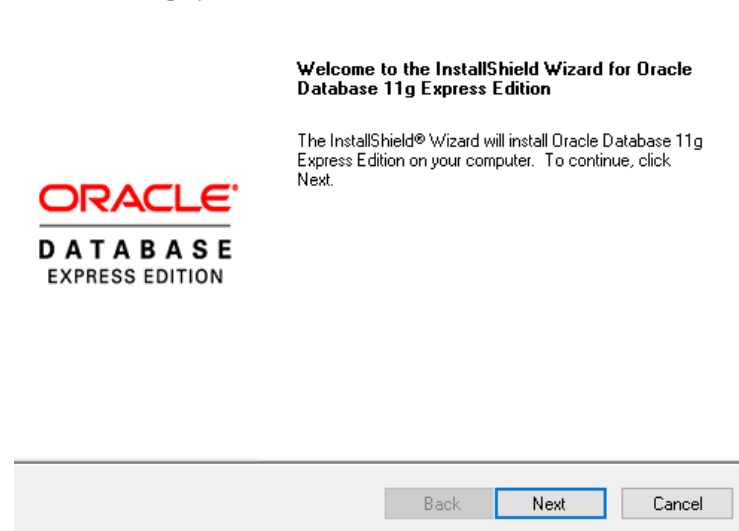 Welcome to the InstallShield Wizard for Oracle
Database 11g Express Edition
The InstallShield® Wizard will install Oracle Database 11g
Express Edition on your computer. To continue, click
Next.
ORACLE®
DATABASE
EXPRESS EDITION
Back
Next
Cancel